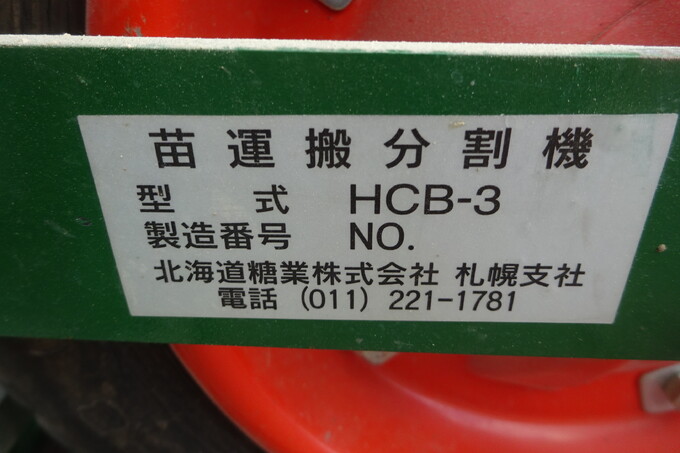 苗運搬分割機
型 式 HCB-3
製造番号 NO.
北海道糖業株式会社 札幌支社
電話 (011) 221-1781